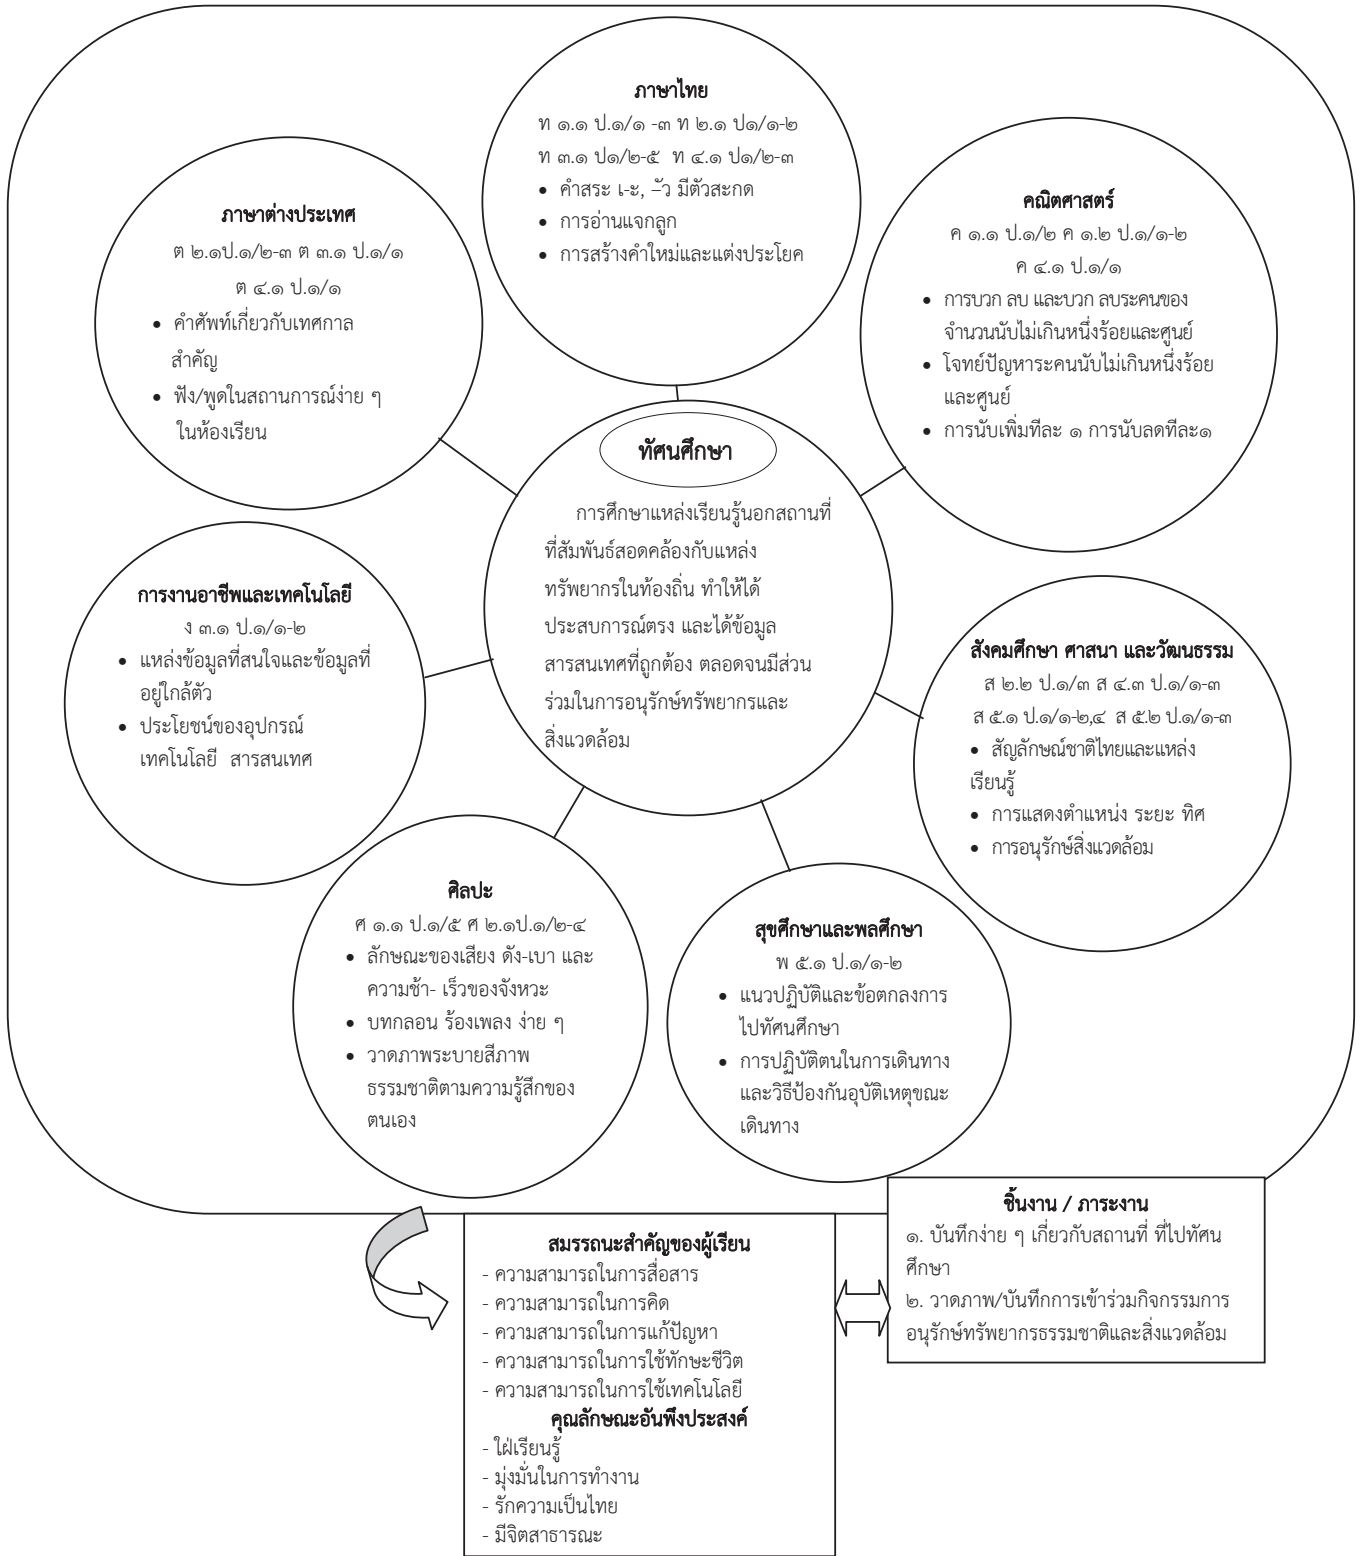 ภาษาไทย
ท ๑.๑ ป.๑/๑ -๓ ท ๒.๑ ป๑/๑-๒
ท ๓.๑ ป๑/๒-๕  ท ๔.๑ ป๑/๒-๓
• คำสระ เ-ะ, –ัว มีตัวสะกด
• การอ่านแจกลูก
• การสร้างคำใหม่และแต่งประโยค
ภาษาต่างประเทศ
ต ๒.๑ป.๑/๒-๓ ต ๓.๑ ป.๑/๑
ต ๔.๑ ป.๑/๑
• คำศัพท์เกี่ยวกับเทศกาล
สำคัญ
• ฟัง/พูดในสถานการณ์ง่าย ๆ
ในห้องเรียน
คณิตศาสตร์
ค ๑.๑ ป.๑/๒ ค ๑.๒ ป.๑/๑-๒
ค ๔.๑ ป.๑/๑
• การบวก ลบ และบวก ลบระคนของ
จำนวนนับไม่เกินหนึ่งร้อยและศูนย์
• โจทย์ปัญหาระคนนับไม่เกินหนึ่งร้อย
และศูนย์
• การนับเพิ่มทีละ ๑ การนับลดทีละ๑
ทัศนศึกษา
การศึกษาแหล่งเรียนรู้นอกสถานที่
ที่สัมพันธ์สอดคล้องกับแหล่ง
ทรัพยากรในท้องถิ่น ทำให้ได้
ประสบการณ์ตรง และได้ข้อมูล
สารสนเทศที่ถูกต้อง ตลอดจนมีส่วน
ร่วมในการอนุรักษ์ทรัพยากรและ
สิ่งแวดล้อม
การงานอาชีพและเทคโนโลยี
ง ๓.๑ ป.๑/๑-๒
• แหล่งข้อมูลที่สนใจและข้อมูลที่
อยู่ใกล้ตัว
• ประโยชน์ของอุปกรณ์
เทคโนโลยี  สารสนเทศ
สังคมศึกษา ศาสนา และวัฒนธรรม
ส ๒.๒ ป.๑/๓ ส ๔.๓ ป.๑/๑-๓
ส ๕.๑ ป.๑/๑-๒,๔  ส ๕.๒ ป.๑/๑-๓
• สัญลักษณ์ชาติไทยและแหล่ง
เรียนรู้
• การแสดงตำแหน่ง ระยะ ทิศ
• การอนุรักษ์สิ่งแวดล้อม
ศิลปะ
ศ ๑.๑ ป.๑/๕ ศ ๒.๑ป.๑/๒-๔
• ลักษณะของเสียง ดัง-เบา และ
ความช้า- เร็วของจังหวะ
• บทกลอน ร้องเพลง ง่าย ๆ
• วาดภาพระบายสีภาพ
ธรรมชาติตามความรู้สึกของ
ตนเอง
สุขศึกษาและพลศึกษา
พ ๕.๑ ป.๑/๑-๒
• แนวปฏิบัติและข้อตกลงการ
ไปทัศนศึกษา
• การปฏิบัติตนในการเดินทาง
และวิธีป้องกันอุบัติเหตุขณะ
เดินทาง
สมรรถนะสำคัญของผู้เรียน
- ความสามารถในการสื่อสาร
- ความสามารถในการคิด
- ความสามารถในการแก้ปัญหา
- ความสามารถในการใช้ทักษะชีวิต
- ความสามารถในการใช้เทคโนโลยี
คุณลักษณะอันพึงประสงค์
- ใฝ่เรียนรู้
- มุ่งมั่นในการทำงาน
- รักความเป็นไทย
- มีจิตสาธารณะ
ชิ้นงาน / ภาระงาน
๑. บันทึกง่าย ๆ เกี่ยวกับสถานที่ ที่ไปทัศน
ศึกษา
๒. วาดภาพ/บันทึกการเข้าร่วมกิจกรรมการ
อนุรักษ์ทรัพยากรธรรมชาติและสิ่งแวดล้อม